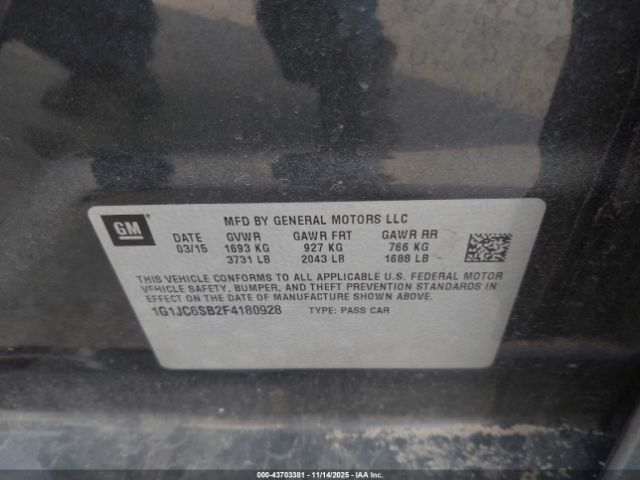 GM
MFD BY GENERAL MOTORS LLC
DATE GVWR GAWR FRT GAWR RR
03/15 1693 KG 927 KG 766 KG
3731 LB 2043 LB 1688 LB
THIS VEHICLE CONFORMS TO ALL APPLICABLE U.S. FEDERAL MOTOR
VEHICLE SAFETY, BUMPER, AND THEFT PREVENTION STANDARDS
IN EFFECT ON THE DATE OF MANUFACTURE SHOWN ABOVE.
1G1JC6SB2F4180928 TYPE: PASS CAR
000-43703381 | 11/14/2025 | IAA Inc.